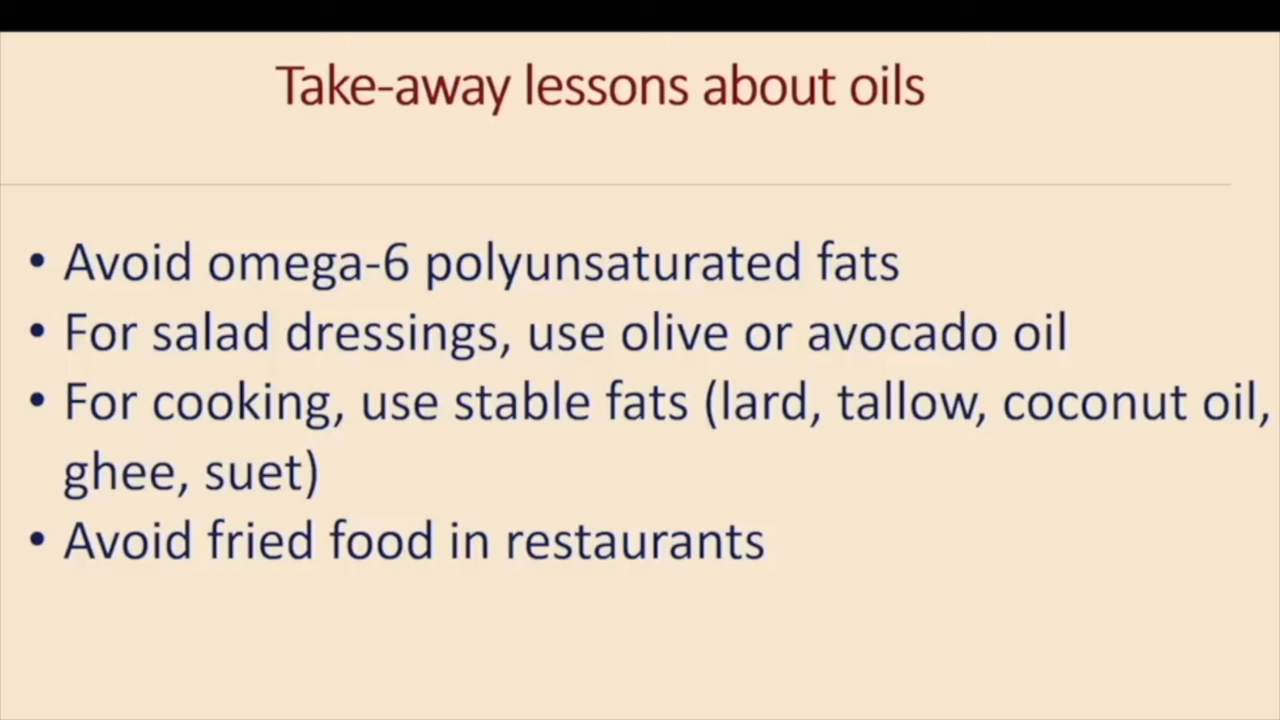 Take-away lessons about oils
• Avoid omega-6 polyunsaturated fats
• For salad dressings, use olive or avocado oil
• For cooking, use stable fats (lard, tallow, coconut oil,
ghee, suet)
• Avoid fried food in restaurants